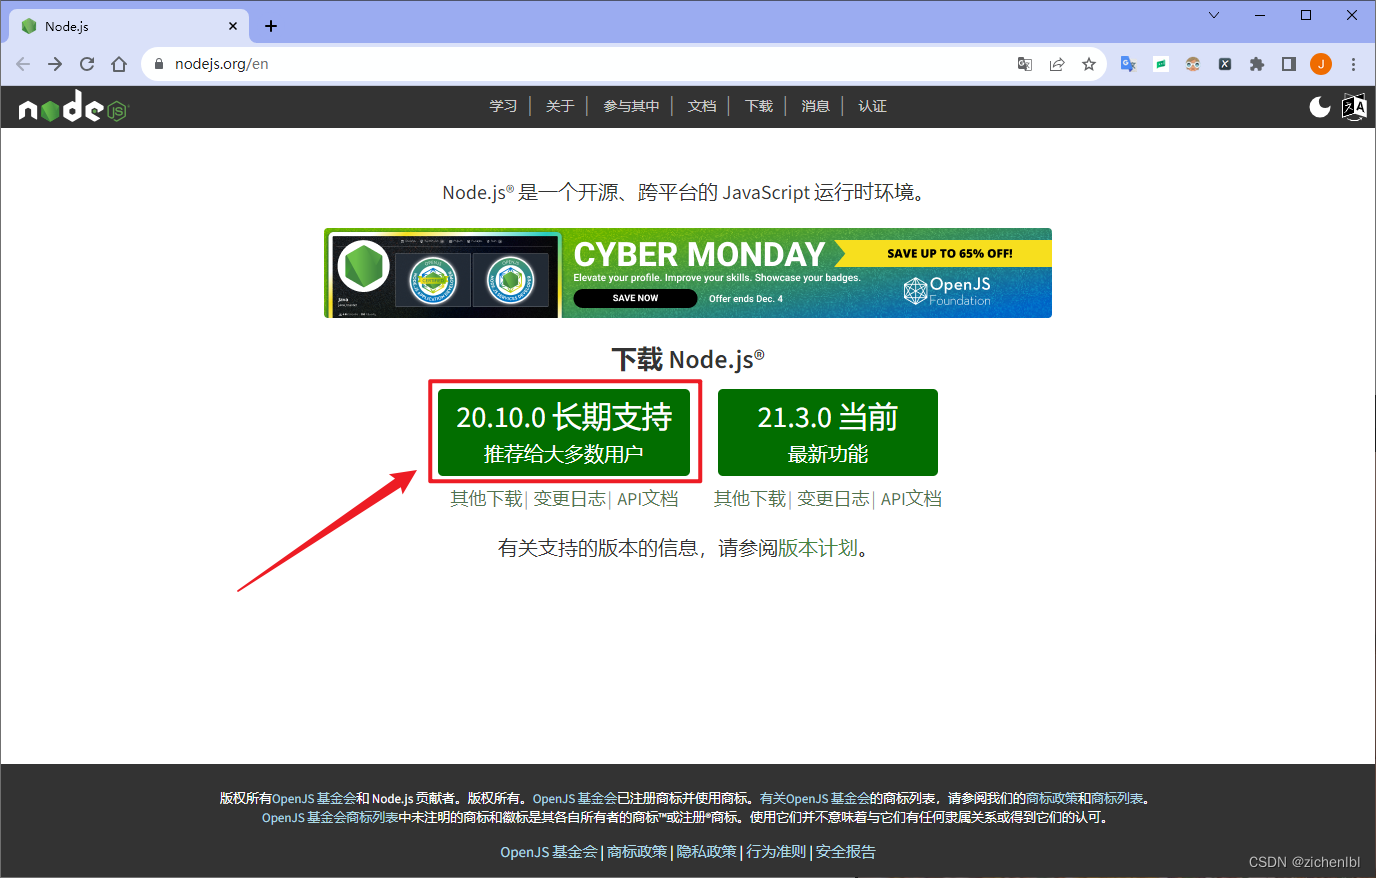 Node.js
nodejs.org/en
J
node JS
学习 | 关于 | 参与其中 | 文档 | 下载 | 消息 | 认证
Node.js® 是一个开源、跨平台的 JavaScript 运行时环境。
CYBER MONDAY
SAVE UP TO 65% OFF!
Elevate your profile. Improve your skills. Showcase your badges.
SAVE NOW
Offer ends Dec. 4
OpenJS
Foundation
下载 Node.js®
20.10.0 长期支持
推荐给大多数用户
21.3.0 当前
最新功能
其他下载| 变更日志| API文档
其他下载| 变更日志| API文档
有关支持的版本的信息，请参阅版本计划。
版权所有OpenJS 基金会和 Node.js 贡献者。版权所有。OpenJS 基金会已注册商标并使用商标。有关OpenJS 基金会的商标列表，请参阅我们的商标政策和商标列表。
OpenJS 基金会商标列表中未注明的商标和徽标是其各自所有者的商标™或注册®商标。使用它们并不意味着与它们有任何隶属关系或得到它们的认可。
OpenJS 基金会 | 商标政策 | 隐私政策 | 行为准则 | 安全报告
CSDN @zichenlbl